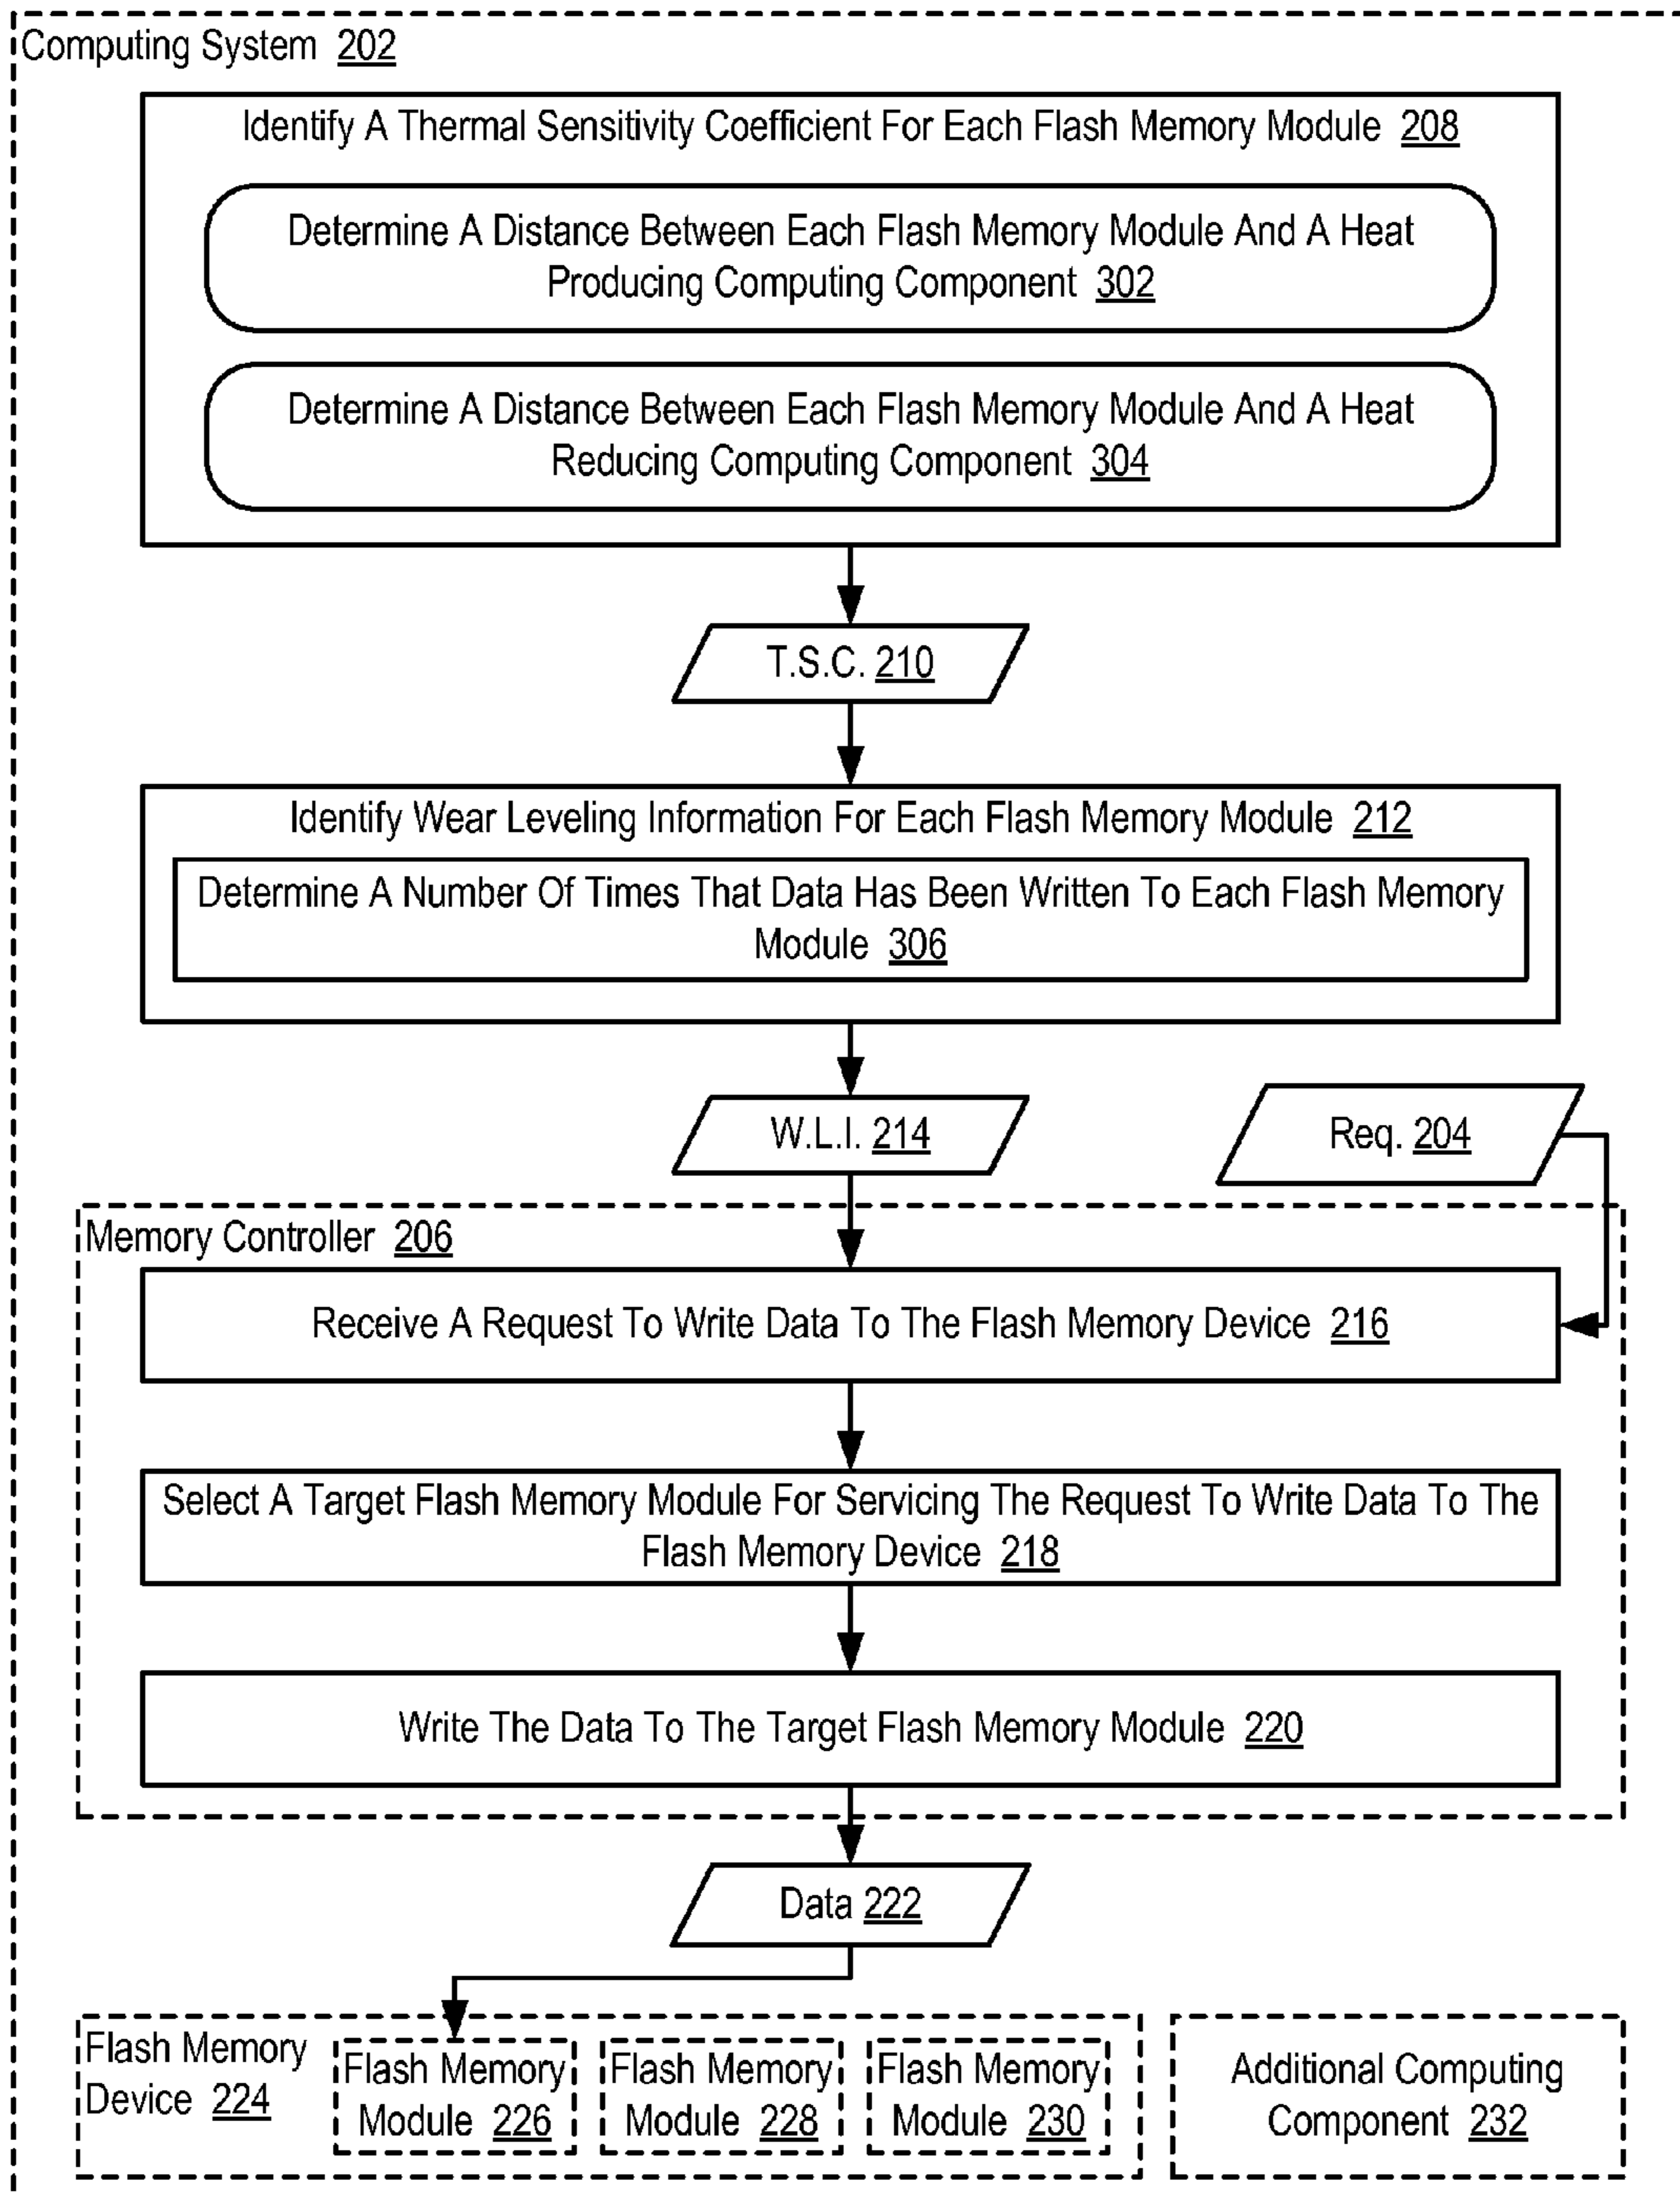 Computing System 202
Identify A Thermal Sensitivity Coefficient For Each Flash Memory Module 208
Determine A Distance Between Each Flash Memory Module And A Heat
Producing Computing Component 302
Determine A Distance Between Each Flash Memory Module And A Heat
Reducing Computing Component 304
T.S.C. 210
Identify Wear Leveling Information For Each Flash Memory Module 212
Determine A Number Of Times That Data Has Been Written To Each Flash Memory
Module 306
W.L.I. 214
Req. 204
Memory Controller 206
Receive A Request To Write Data To The Flash Memory Device 216
Select A Target Flash Memory Module For Servicing The Request To Write Data To The
Flash Memory Device 218
Write The Data To The Target Flash Memory Module 220
Data 222
Flash Memory
Device 224
Flash Memory
Module 226
Flash Memory
Module 228
Flash Memory
Module 230
Additional Computing
Component 232